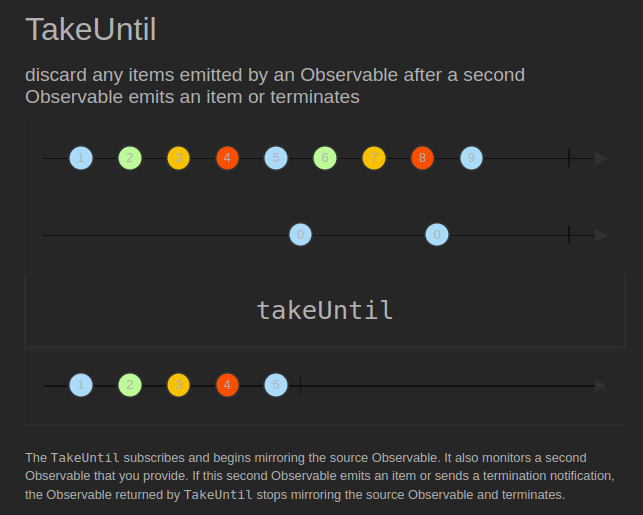 TakeUntil
discard any items emitted by an Observable after a second
Observable emits an item or terminates
1 2 3 4 5 6 7 8 9
0 0
takeUntil
1 2 3 4 5
The TakeUntil subscribes and begins mirroring the source Observable. It also monitors a second
Observable that you provide. If this second Observable emits an item or sends a termination notification,
the Observable returned by TakeUntil stops mirroring the source Observable and terminates.